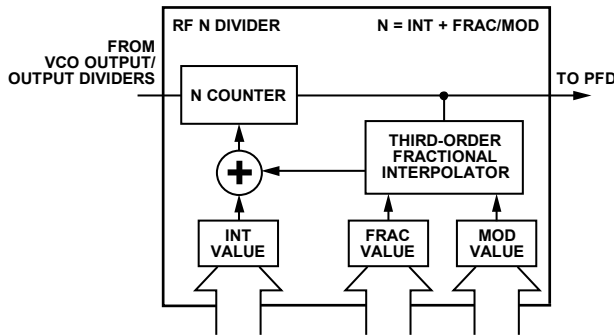 RF N DIVIDER
N = INT + FRAC/MOD
FROM
VCO OUTPUT/
OUTPUT DIVIDERS
N COUNTER
TO PFD
THIRD-ORDER
FRACTIONAL
INTERPOLATOR
+
INT
VALUE
FRAC
VALUE
MOD
VALUE